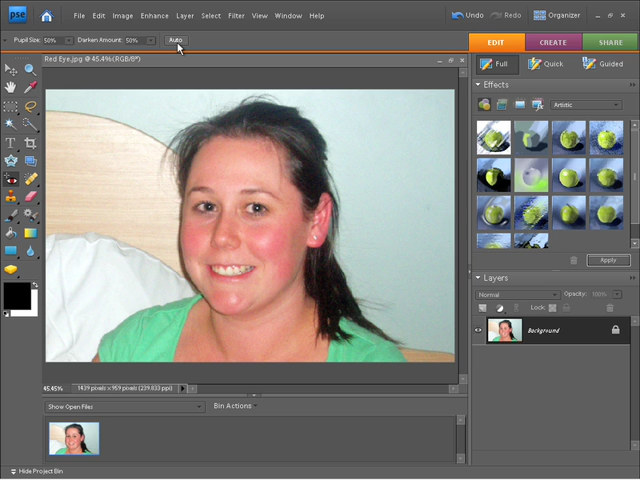 pse File Edit Image Enhance Layer Select Filter View Window Help Undo Redo Organizer
Pupil Size: 50% Darken Amount: 50% Auto EDIT CREATE SHARE
Red Eye.jpg @ 45.4%(RGB/8*)
Full Quick Guided
Effects
Artistic
T
Apply
Layers
Normal Opacity: 100%
Lock:
Background
45.45% 1439 pixels x 959 pixels (239.833 ppi)
Show Open Files Bin Actions
Hide Project Bin